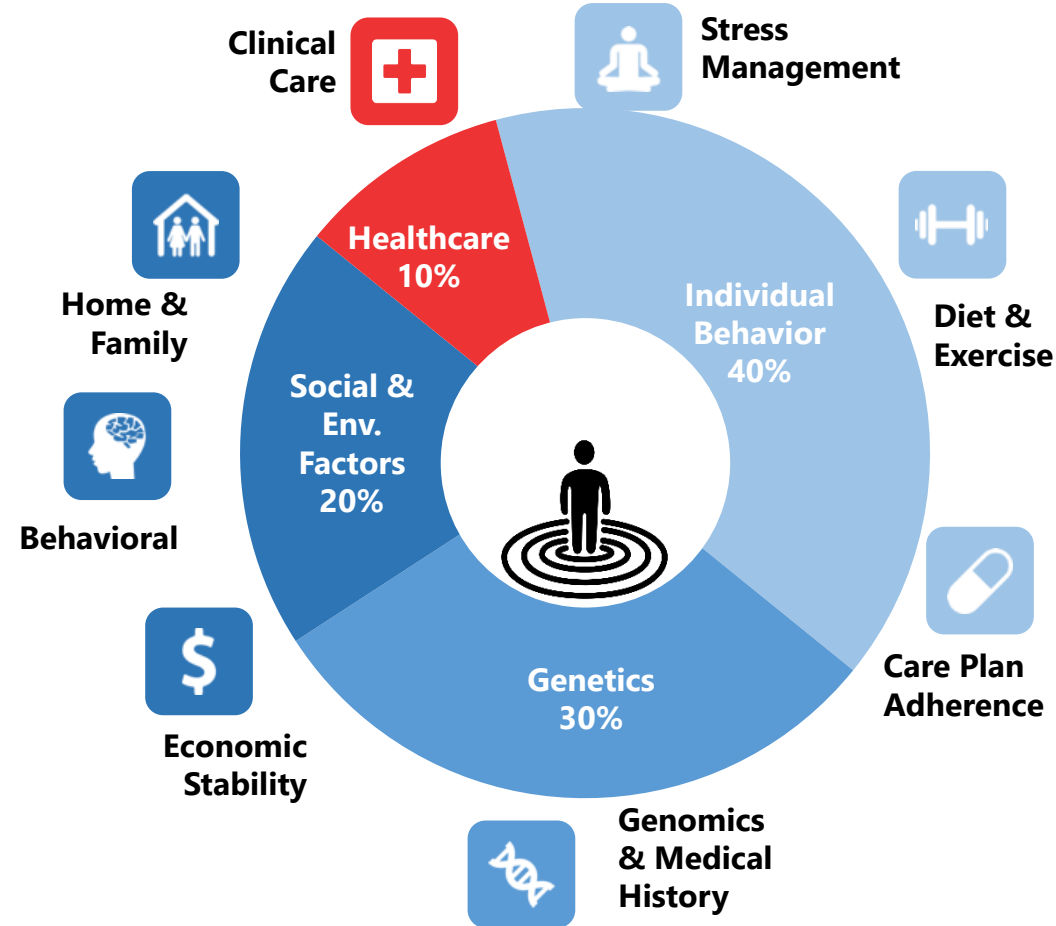 Clinical
Care
Stress
Management
Healthcare
10%
Home &
Family
Individual
Behavior
40%
Diet &
Exercise
Social &
Env.
Factors
20%
Behavioral
Care Plan
Adherence
Genetics
30%
$
Economic
Stability
Genomics
& Medical
History